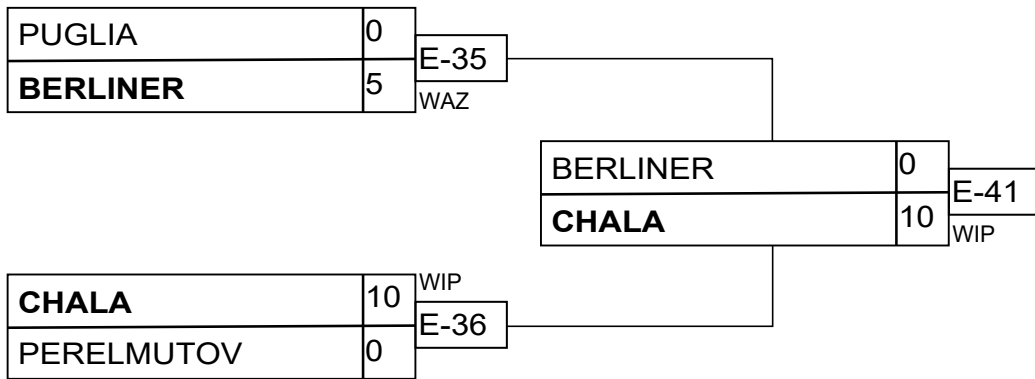 PUGLIA 0
E-35
BERLINER 5
WAZ
BERLINER 0
E-41
CHALA 10
WIP
WIP
CHALA 10
E-36
PERELMUTOV 0